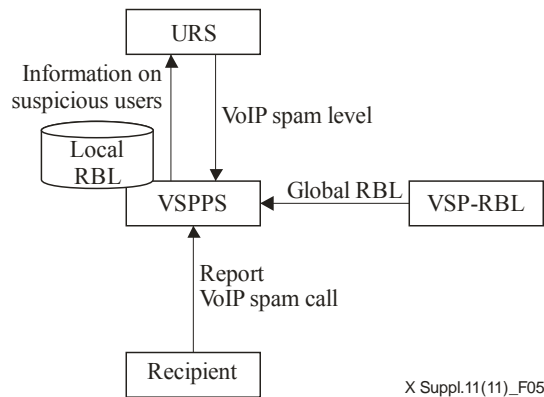 URS
Information on
suspicious users
VoIP spam level
Local
RBL
VSPPS
Global RBL
VSP-RBL
Report
VoIP spam call
Recipient
X Suppl.11(11)_F05